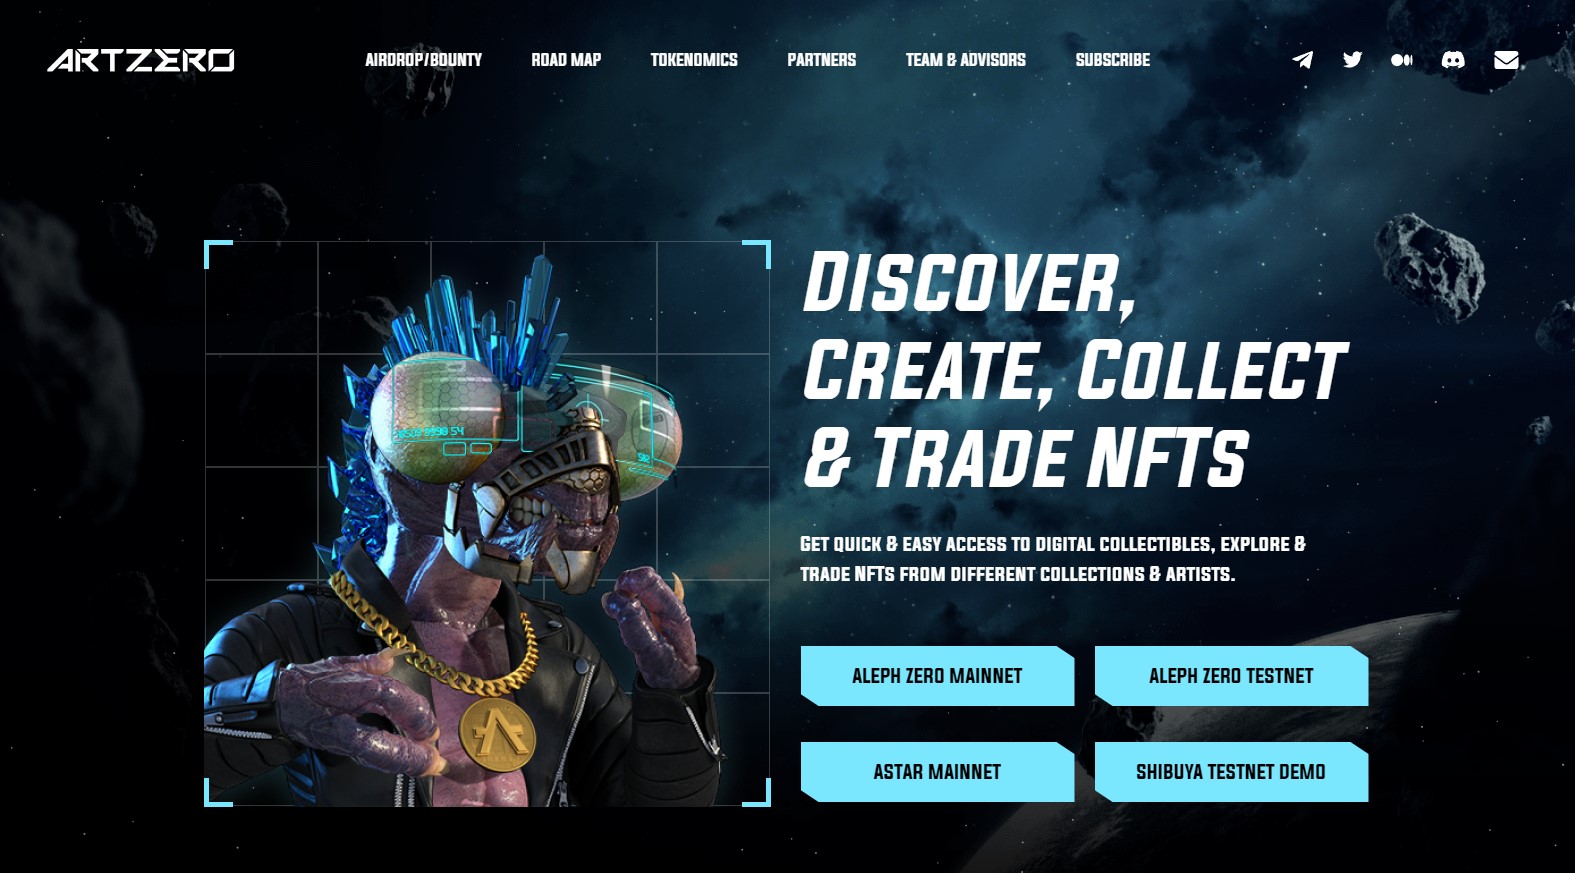 ARTZERO
AIRDROP/BOUNTY
ROAD MAP
TOKENOMICS
PARTNERS
TEAM & ADVISORS
SUBSCRIBE
DISCOVER,
CREATE, COLLECT
& TRADE NFTS
GET QUICK & EASY ACCESS TO DIGITAL COLLECTIBLES, EXPLORE &
TRADE NFTS FROM DIFFERENT COLLECTIONS & ARTISTS.
ALEPH ZERO MAINNET
ALEPH ZERO TESTNET
ASTAR MAINNET
SHIBUYA TESTNET DEMO